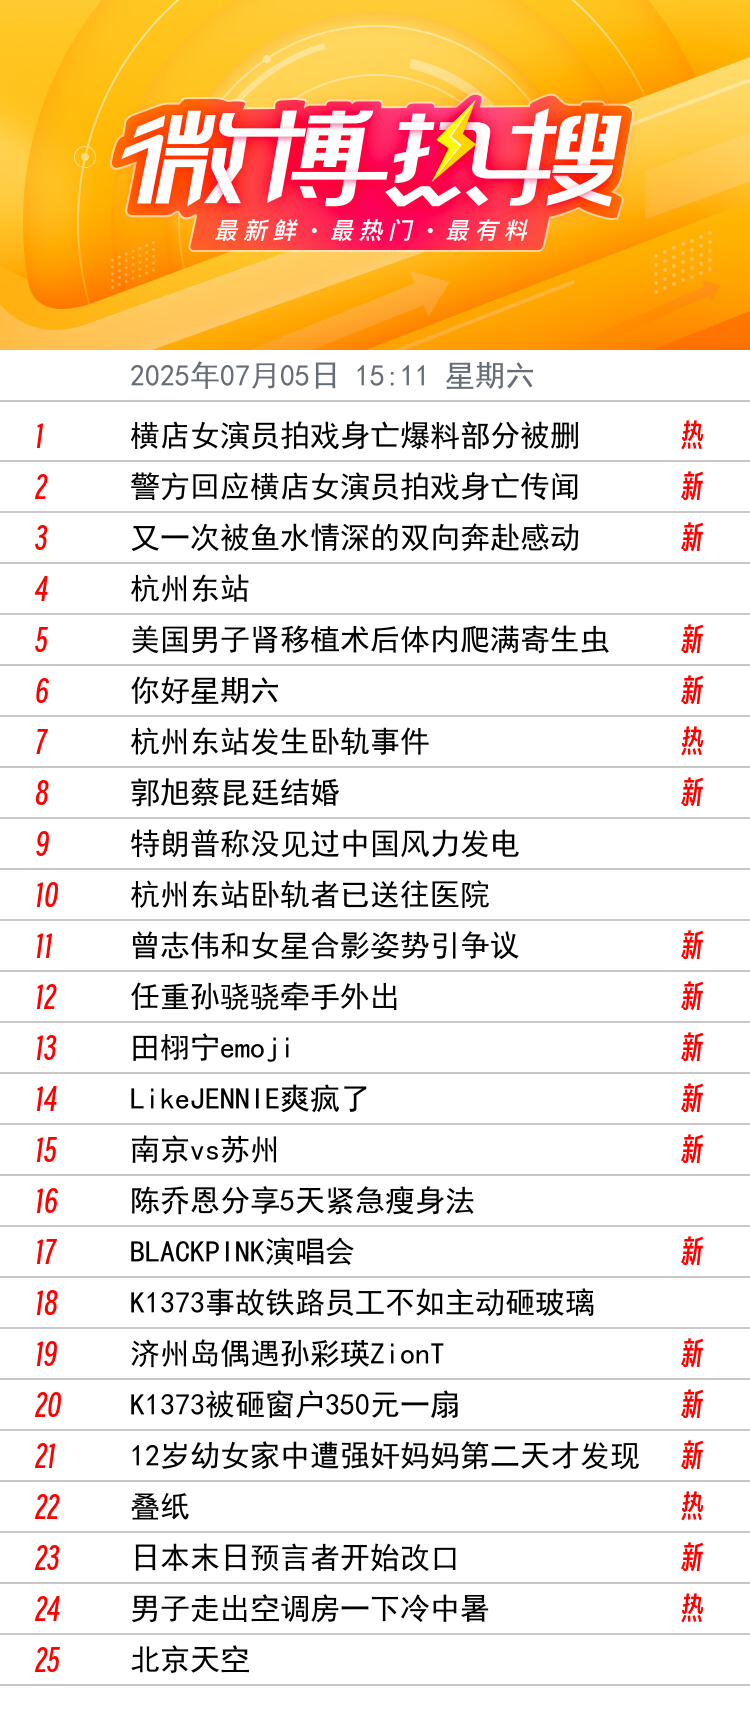 微博热搜
最新鲜·最热门·最有料
2025年07月05日 15:11 星期六
1 横店女演员拍戏身亡爆料部分被删 热
2 警方回应横店女演员拍戏身亡传闻 新
3 又一次被鱼水情深的双向奔赴感动 新
4 杭州东站
5 美国男子肾移植术后体内爬满寄生虫 新
6 你好星期六 新
7 杭州东站发生卧轨事件 热
8 郭旭蔡昆廷结婚 新
9 特朗普称没见过中国风力发电
10 杭州东站卧轨者已送往医院
11 曾志伟和女星合影姿势引争议 新
12 任重孙骁骁牵手外出 新
13 田栩宁emoji 新
14 LikeJENNIE爽疯了 新
15 南京vs苏州 新
16 陈乔恩分享5天紧急瘦身法
17 BLACKPINK演唱会 新
18 K1373事故铁路员工不如主动砸玻璃
19 济州岛偶遇孙彩瑛ZionT 新
20 K1373被砸窗户350元一扇 新
21 12岁幼女家中遭强奸妈妈第二天才发现 新
22 叠纸 热
23 日本末日预言者开始改口 新
24 男子走出空调房一下冷中暑 热
25 北京天空